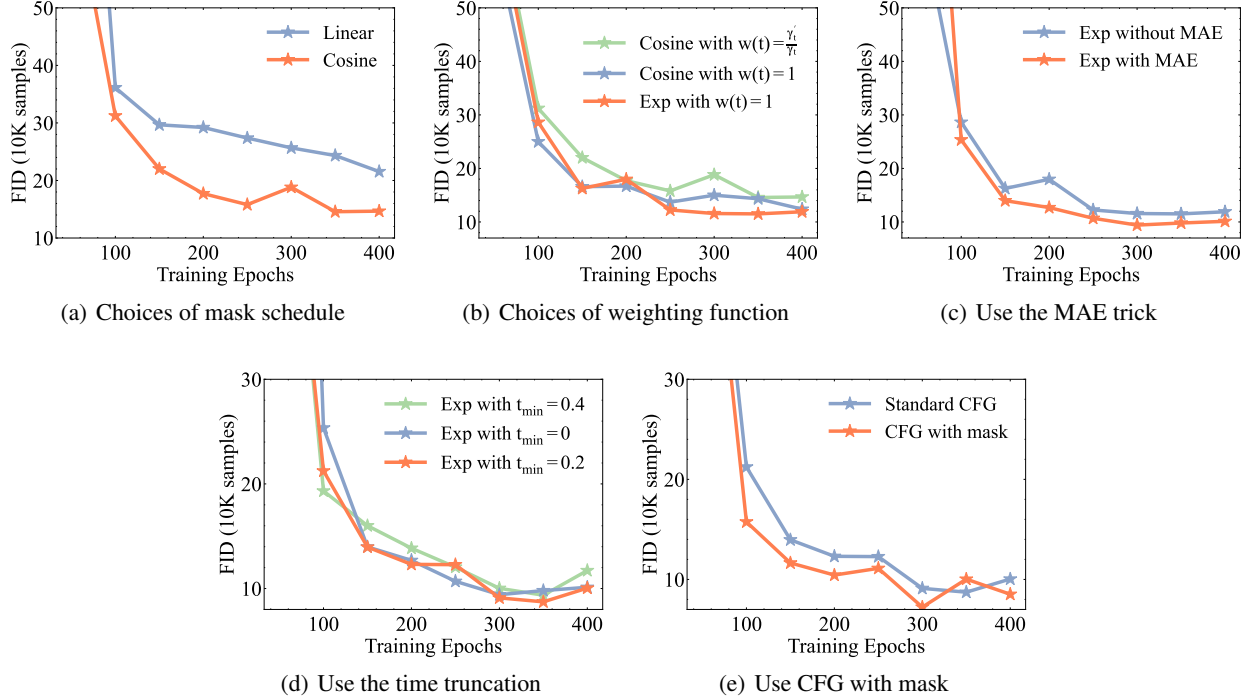 50
40
30
20
10
FID (10K samples)
Linear
Cosine
100 200 300 400
Training Epochs
(a) Choices of mask schedule
50
40
30
20
10
FID (10K samples)
Cosine with w(t) = γ′t/γt
Cosine with w(t) = 1
Exp with w(t) = 1
100 200 300 400
Training Epochs
(b) Choices of weighting function
50
40
30
20
10
FID (10K samples)
Exp without MAE
Exp with MAE
100 200 300 400
Training Epochs
(c) Use the MAE trick
30
20
10
FID (10K samples)
Exp with tmin = 0.4
Exp with tmin = 0
Exp with tmin = 0.2
100 200 300 400
Training Epochs
(d) Use the time truncation
30
20
10
FID (10K samples)
Standard CFG
CFG with mask
100 200 300 400
Training Epochs
(e) Use CFG with mask